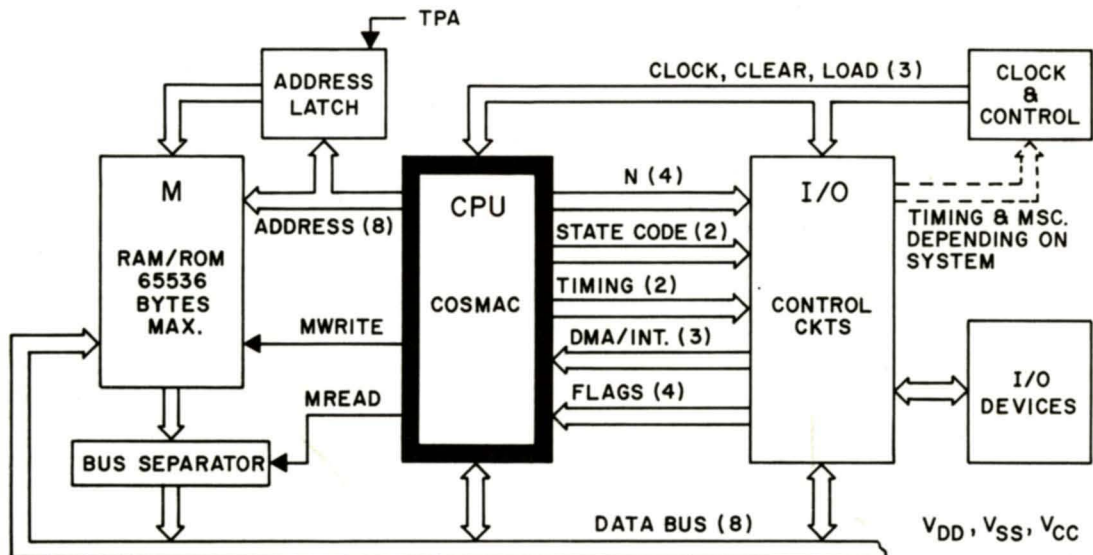 TPA
ADDRESS
LATCH
CLOCK, CLEAR, LOAD (3)
CLOCK
&
CONTROL
M
RAM/ROM
65536
BYTES
MAX.
ADDRESS (8)
CPU
COSMAC
N (4)
STATE CODE (2)
TIMING (2)
DMA/INT. (3)
FLAGS (4)
I/O
CONTROL
CKTS
TIMING & MSC.
DEPENDING ON
SYSTEM
MWRITE
MREAD
I/O
DEVICES
BUS SEPARATOR
DATA BUS (8)
VDD, VSS, VCC